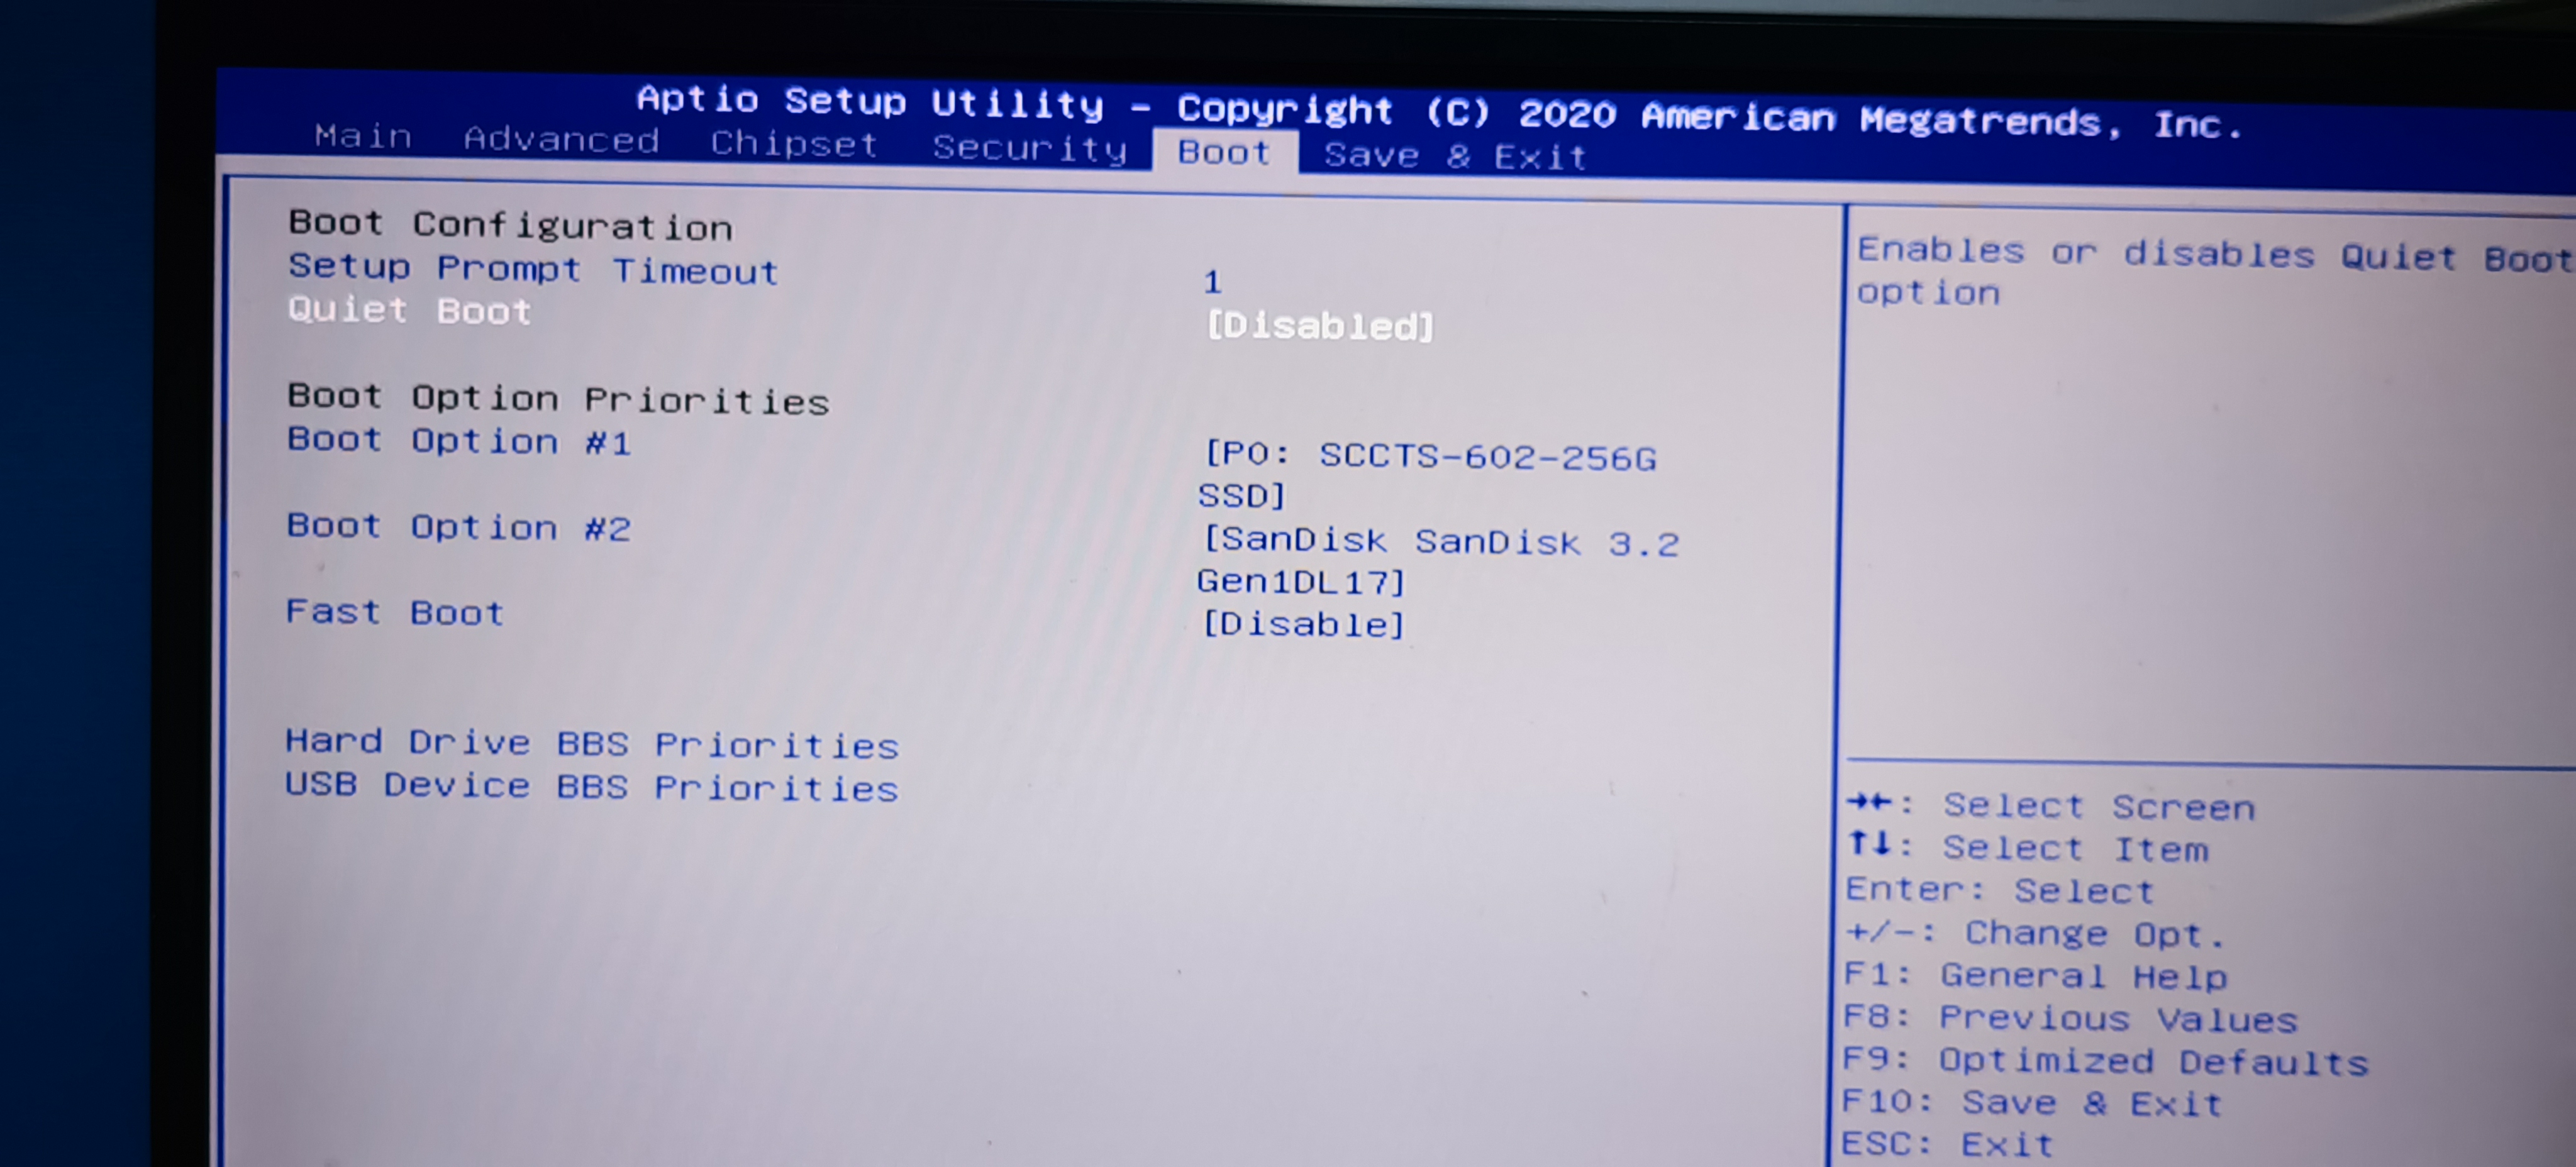 Aptio Setup Utility - Copyright (C) 2020 American Megatrends, Inc.
Main Advanced Chipset Security Boot Save & Exit
Boot Configuration
Setup Prompt Timeout 1
Quiet Boot [Disabled]
Boot Option Priorities
Boot Option #1 [P0: SCCTS-602-256G
SSD]
Boot Option #2 [SanDisk SanDisk 3.2
Gen1DL17]
Fast Boot [Disable]
Hard Drive BBS Priorities
USB Device BBS Priorities
Enables or disables Quiet Boot
option
→←: Select Screen
↑↓: Select Item
Enter: Select
+/-: Change Opt.
F1: General Help
F8: Previous Values
F9: Optimized Defaults
F10: Save & Exit
ESC: Exit